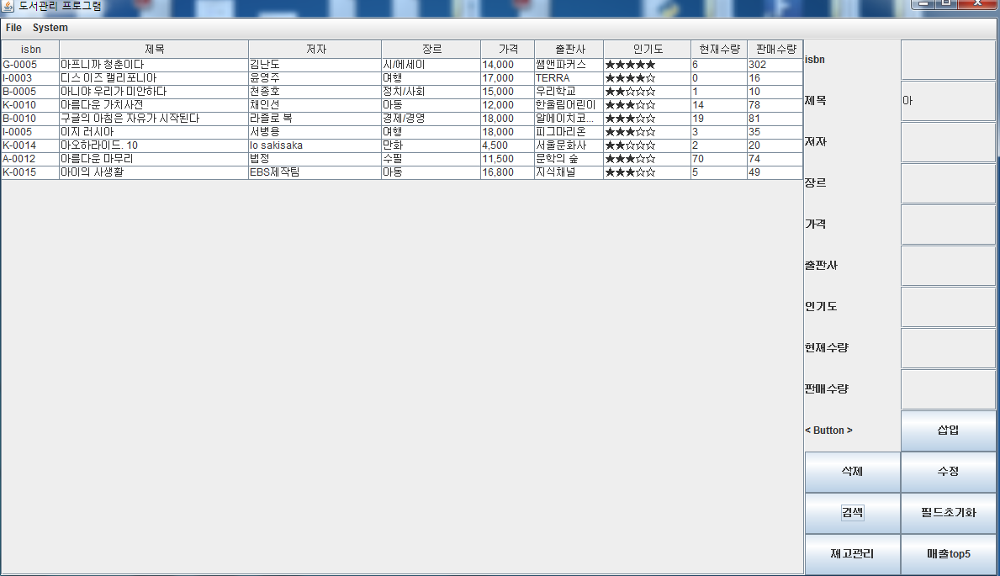 도서관리 프로그램
File System
isbn 제목 저자 장르 가격 출판사 인기도 현재수량 판매수량
G-0005 아프니까 청춘이다 김난도 시/에세이 14,000 쌤앤파커스 ★★★★★ 6 302
I-0003 디스 이즈 캘리포니아 윤영주 여행 17,000 TERRA ★★★★☆ 0 16
B-0005 아니야 우리가 미안하다 천종호 정치/사회 15,000 우리학교 ★★☆☆☆ 1 10
K-0010 아름다운 가치사전 채인선 아동 12,000 한울림어린이 ★★★☆☆ 14 78
B-0010 구글의 아침은 자유가 시작된다 라즐로 복 경제/경영 18,000 알에이치코... ★★★☆☆ 19 81
I-0005 이지 러시아 서병용 여행 18,000 피그마리온 ★★★☆☆ 3 35
K-0014 아오하라이드. 10 Io sakisaka 만화 4,500 서울문화사 ★★☆☆☆ 2 20
A-0012 아름다운 마무리 법정 수필 11,500 문학의 숲 ★★★☆☆ 70 74
K-0015 아이의 사생활 EBS제작팀 아동 16,800 지식채널 ★★★☆☆ 5 49
isbn
제목 아
저자
장르
가격
출판사
인기도
현재수량
판매수량
< Button > 삽입
삭제 수정
검색 필드초기화
재고관리 매출top5